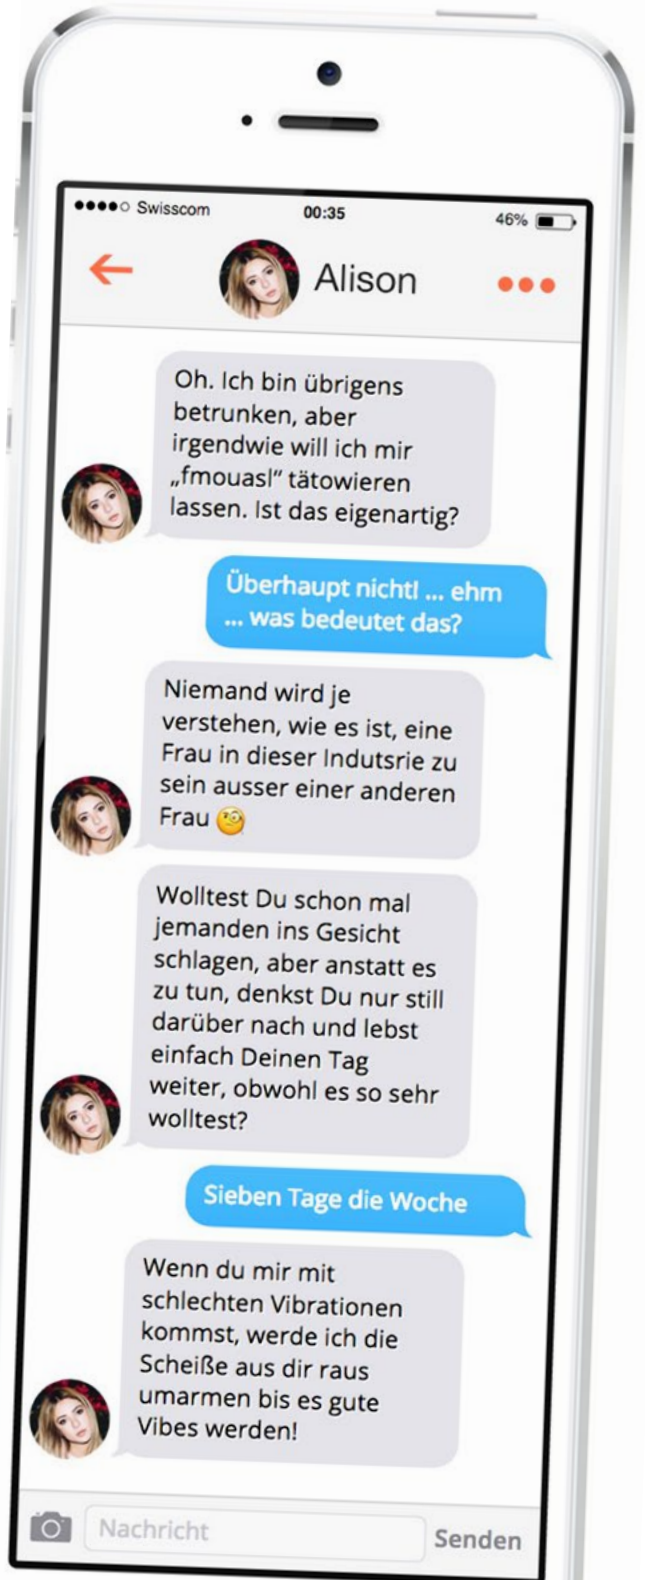 Swisscom 00:35 46%
Alison
Oh. Ich bin übrigens
betrunken, aber
irgendwie will ich mir
„fmouasl“ tätowieren
lassen. Ist das eigenartig?
Überhaupt nicht! ... ehm
... was bedeutet das?
Niemand wird je
verstehen, wie es ist, eine
Frau in dieser Indutsrie zu
sein ausser einer anderen
Frau 🧐
Wolltest Du schon mal
jemanden ins Gesicht
schlagen, aber anstatt es
zu tun, denkst Du nur still
darüber nach und lebst
einfach Deinen Tag
weiter, obwohl es so sehr
wolltest?
Sieben Tage die Woche
Wenn du mir mit
schlechten Vibrationen
kommst, werde ich die
Scheiße aus dir raus
umarmen bis es gute
Vibes werden!
Nachricht Senden